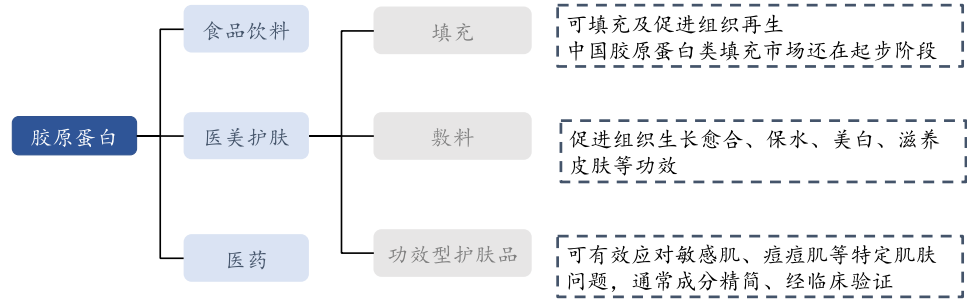 食品饮料
填充
可填充及促进组织再生
中国胶原蛋白类填充市场还在起步阶段
胶原蛋白
医美护肤
敷料
促进组织生长愈合、保水、美白、滋养
皮肤等功效
医药
功效型护肤品
可有效应对敏感肌、痘痘肌等特定肌肤
问题，通常成分精简、经临床验证